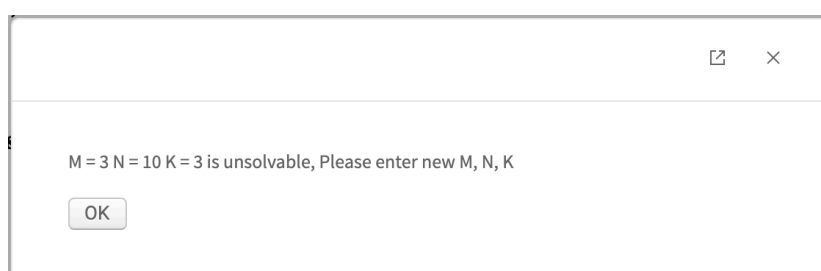 M = 3 N = 10 K = 3 is unsolvable, Please enter new M, N, K
OK